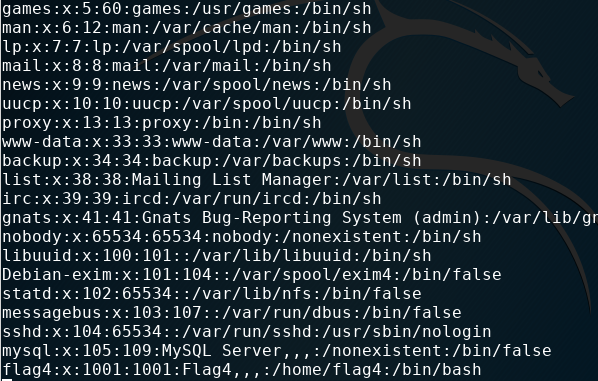 games:x:5:60:games:/usr/games:/bin/sh
man:x:6:12:man:/var/cache/man:/bin/sh
lp:x:7:7:lp:/var/spool/lpd:/bin/sh
mail:x:8:8:mail:/var/mail:/bin/sh
news:x:9:9:news:/var/spool/news:/bin/sh
uucp:x:10:10:uucp:/var/spool/uucp:/bin/sh
proxy:x:13:13:proxy:/bin:/bin/sh
www-data:x:33:33:www-data:/var/www:/bin/sh
backup:x:34:34:backup:/var/backups:/bin/sh
list:x:38:38:Mailing List Manager:/var/list:/bin/sh
irc:x:39:39:ircd:/var/run/ircd:/bin/sh
gnats:x:41:41:Gnats Bug-Reporting System (admin):/var/lib/gn
nobody:x:65534:65534:nobody:/nonexistent:/bin/sh
libuuid:x:100:101::/var/lib/libuuid:/bin/sh
Debian-exim:x:101:104::/var/spool/exim4:/bin/false
statd:x:102:65534::/var/lib/nfs:/bin/false
messagebus:x:103:107::/var/run/dbus:/bin/false
sshd:x:104:65534::/var/run/sshd:/usr/sbin/nologin
mysql:x:105:109:MySQL Server,,,:/nonexistent:/bin/false
flag4:x:1001:1001:Flag4,,,:/home/flag4:/bin/bash